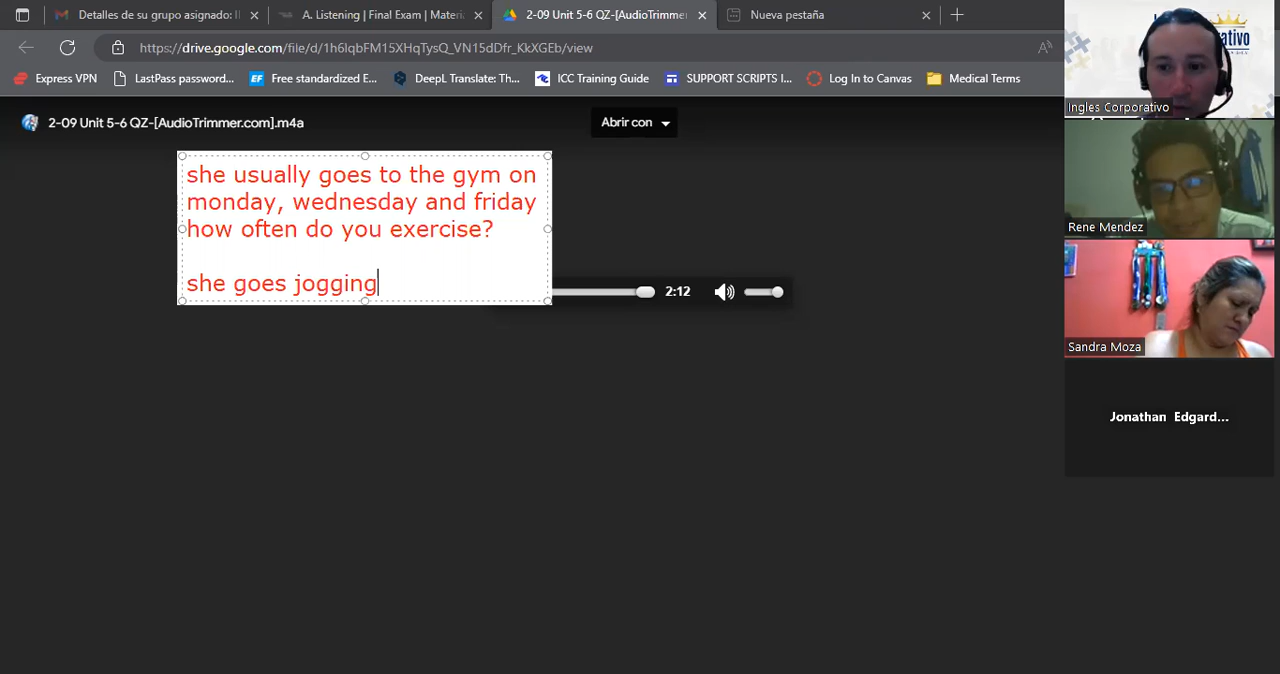 Detalles de su grupo asignado: I
A. Listening | Final Exam | Materi
2-09 Unit 5-6 QZ-[AudioTrimmer
Nueva pestaña
https://drive.google.com/file/d/1h6lqbFM15XHqTysQ_VN15dDfr_KkXGEb/view
Express VPN
LastPass password...
Free standardized E...
DeepL Translate: Th...
ICC Training Guide
SUPPORT SCRIPTS I...
Log In to Canvas
Medical Terms
2-09 Unit 5-6 QZ-[AudioTrimmer.com].m4a
Abrir con
she usually goes to the gym on
monday, wednesday and friday
how often do you exercise?
she goes jogging
2:12
Ingles Corporativo
Rene Mendez
Sandra Moza
Jonathan Edgard...